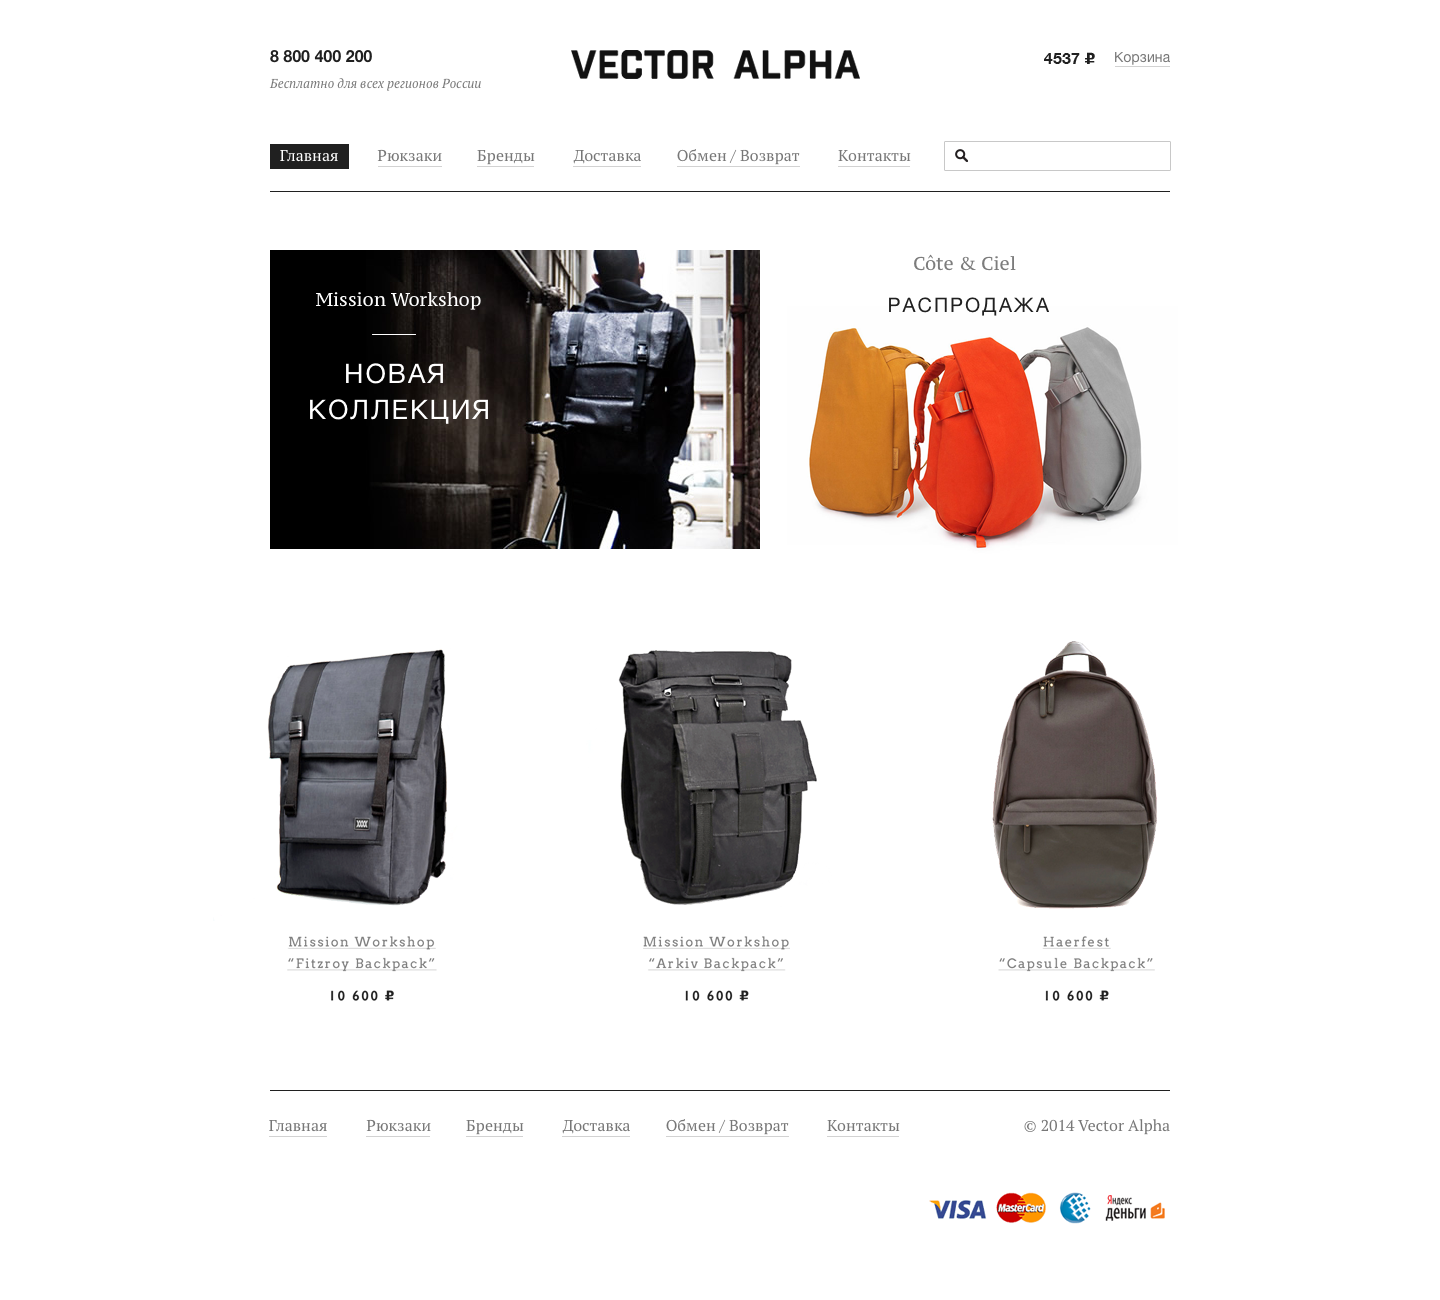 8 800 400 200
Бесплатно для всех регионов России
VECTOR ALPHA
4537 ₽ Корзина
Главная Рюкзаки Бренды Доставка Обмен / Возврат Контакты
Mission Workshop
НОВАЯ
КОЛЛЕКЦИЯ
Côte & Ciel
РАСПРОДАЖА
Mission Workshop
“Fitzroy Backpack”
10 600 ₽
Mission Workshop
“Arkiv Backpack”
10 600 ₽
Haerfest
“Capsule Backpack”
10 600 ₽
Главная Рюкзаки Бренды Доставка Обмен / Возврат Контакты © 2014 Vector Alpha
VISA MasterCard Яндекс
деньги